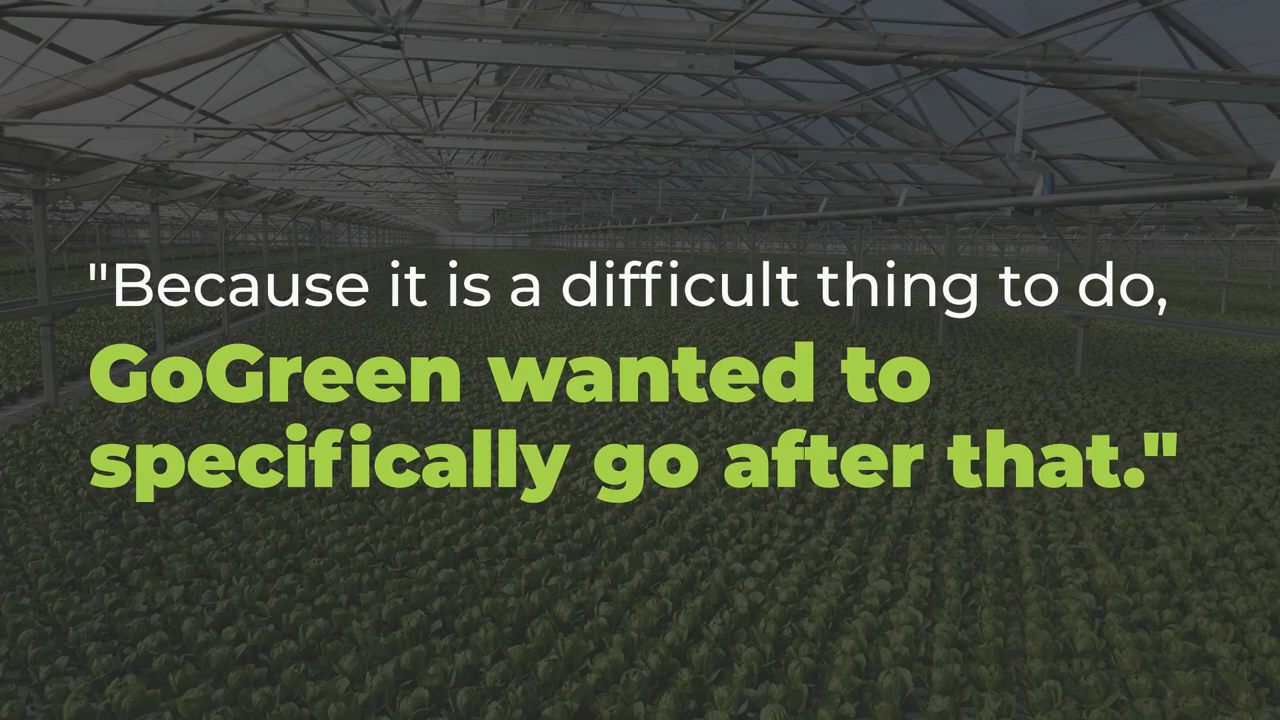 "Because it is a difficult thing to do,
GoGreen wanted to
specifically go after that."